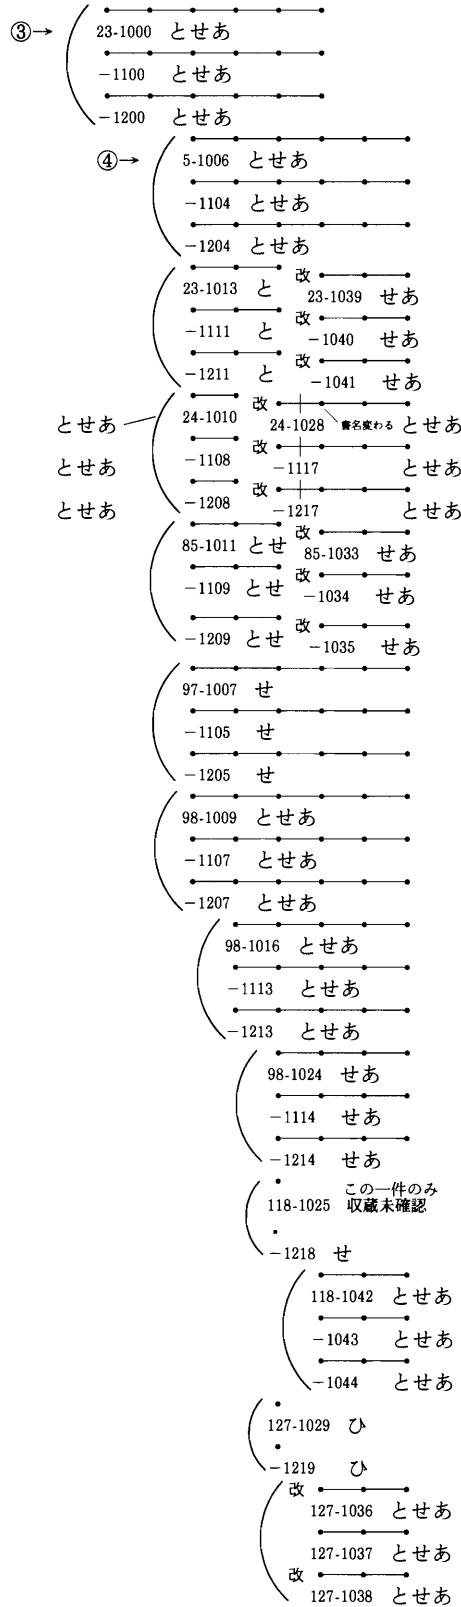 ③→ 23-1000 とせあ
-1100 とせあ
-1200 とせあ
④→ 5-1006 とせあ
-1104 とせあ
-1204 とせあ
23-1013 と 改 23-1039 せあ
-1111 と 改 -1040 せあ
-1211 と 改 -1041 せあ
とせあ 24-1010 改 24-1028 書名変わる とせあ
とせあ -1108 改 -1117 とせあ
とせあ -1208 改 -1217 とせあ
85-1011 とせ 改 85-1033 せあ
-1109 とせ 改 -1034 せあ
-1209 とせ 改 -1035 せあ
97-1007 せ
-1105 せ
-1205 せ
98-1009 とせあ
-1107 とせあ
-1207 とせあ
98-1016 とせあ
-1113 とせあ
-1213 とせあ
98-1024 せあ
-1114 せあ
-1214 せあ
この一件のみ
118-1025 収蔵未確認
-1218 せ
118-1042 とせあ
-1043 とせあ
-1044 とせあ
127-1029 ひ
-1219 ひ
改
127-1036 とせあ
127-1037 とせあ
改
127-1038 とせあ